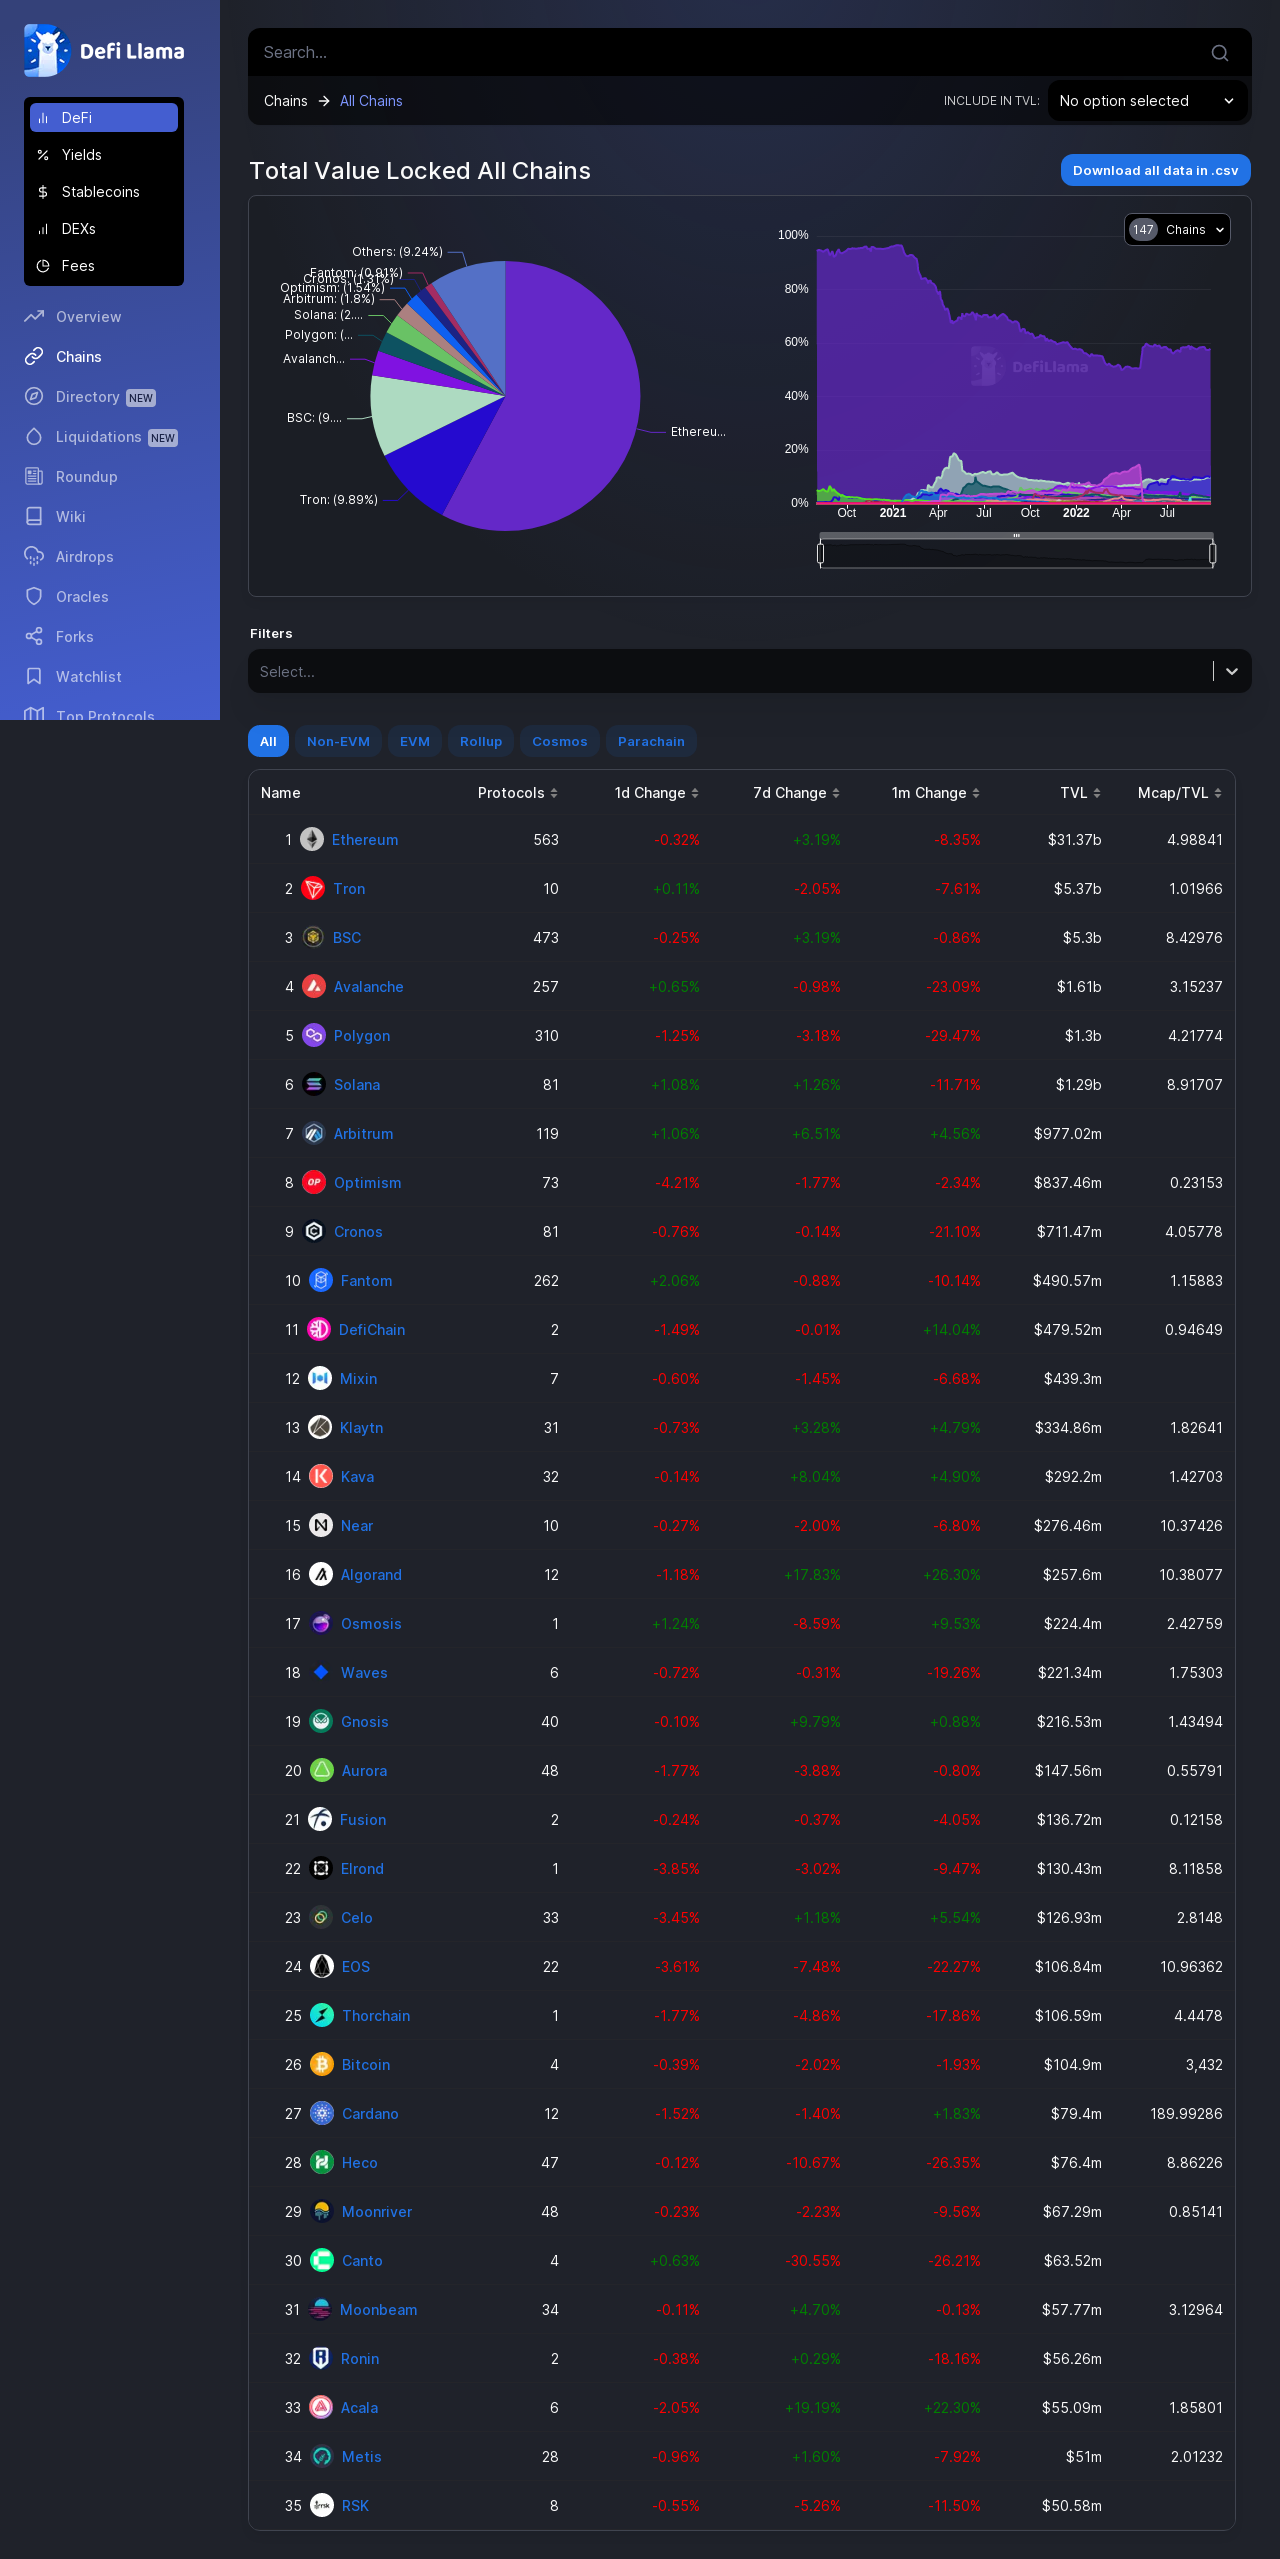 Defi Llama
DeFi
Yields
Stablecoins
DEXs
Fees
Overview
Chains
Directory NEW
Liquidations NEW
Roundup
Wiki
Airdrops
Oracles
Forks
Watchlist
Top Protocols
Search...
Chains → All Chains
INCLUDE IN TVL: No option selected
Total Value Locked All Chains
Download all data in .csv
Others: (9.24%)
Fantom: (0.91%)
Cronos: (1.31%)
Optimism: (1.54%)
Arbitrum: (1.8%)
Solana: (2....
Polygon: (...
Avalanch...
BSC: (9....
Tron: (9.89%)
Ethereu...
147 Chains
100%
80%
60%
40%
20%
0%
DefiLlama
Oct 2021 Apr Jul Oct 2022 Apr Jul
Filters
Select...
All Non-EVM EVM Rollup Cosmos Parachain
Name Protocols 1d Change 7d Change 1m Change TVL Mcap/TVL
1 Ethereum 563 -0.32% +3.19% -8.35% $31.37b 4.98841
2 Tron 10 +0.11% -2.05% -7.61% $5.37b 1.01966
3 BSC 473 -0.25% +3.19% -0.86% $5.3b 8.42976
4 Avalanche 257 +0.65% -0.98% -23.09% $1.61b 3.15237
5 Polygon 310 -1.25% -3.18% -29.47% $1.3b 4.21774
6 Solana 81 +1.08% +1.26% -11.71% $1.29b 8.91707
7 Arbitrum 119 +1.06% +6.51% +4.56% $977.02m
8 Optimism 73 -4.21% -1.77% -2.34% $837.46m 0.23153
9 Cronos 81 -0.76% -0.14% -21.10% $711.47m 4.05778
10 Fantom 262 +2.06% -0.88% -10.14% $490.57m 1.15883
11 DefiChain 2 -1.49% -0.01% +14.04% $479.52m 0.94649
12 Mixin 7 -0.60% -1.45% -6.68% $439.3m
13 Klaytn 31 -0.73% +3.28% +4.79% $334.86m 1.82641
14 Kava 32 -0.14% +8.04% +4.90% $292.2m 1.42703
15 Near 10 -0.27% -2.00% -6.80% $276.46m 10.37426
16 Algorand 12 -1.18% +17.83% +26.30% $257.6m 10.38077
17 Osmosis 1 +1.24% -8.59% +9.53% $224.4m 2.42759
18 Waves 6 -0.72% -0.31% -19.26% $221.34m 1.75303
19 Gnosis 40 -0.10% +9.79% +0.88% $216.53m 1.43494
20 Aurora 48 -1.77% -3.88% -0.80% $147.56m 0.55791
21 Fusion 2 -0.24% -0.37% -4.05% $136.72m 0.12158
22 Elrond 1 -3.85% -3.02% -9.47% $130.43m 8.11858
23 Celo 33 -3.45% +1.18% +5.54% $126.93m 2.8148
24 EOS 22 -3.61% -7.48% -22.27% $106.84m 10.96362
25 Thorchain 1 -1.77% -4.86% -17.86% $106.59m 4.4478
26 Bitcoin 4 -0.39% -2.02% -1.93% $104.9m 3,432
27 Cardano 12 -1.52% -1.40% +1.83% $79.4m 189.99286
28 Heco 47 -0.12% -10.67% -26.35% $76.4m 8.86226
29 Moonriver 48 -0.23% -2.23% -9.56% $67.29m 0.85141
30 Canto 4 +0.63% -30.55% -26.21% $63.52m
31 Moonbeam 34 -0.11% +4.70% -0.13% $57.77m 3.12964
32 Ronin 2 -0.38% +0.29% -18.16% $56.26m
33 Acala 6 -2.05% +19.19% +22.30% $55.09m 1.85801
34 Metis 28 -0.96% +1.60% -7.92% $51m 2.01232
35 RSK 8 -0.55% -5.26% -11.50% $50.58m